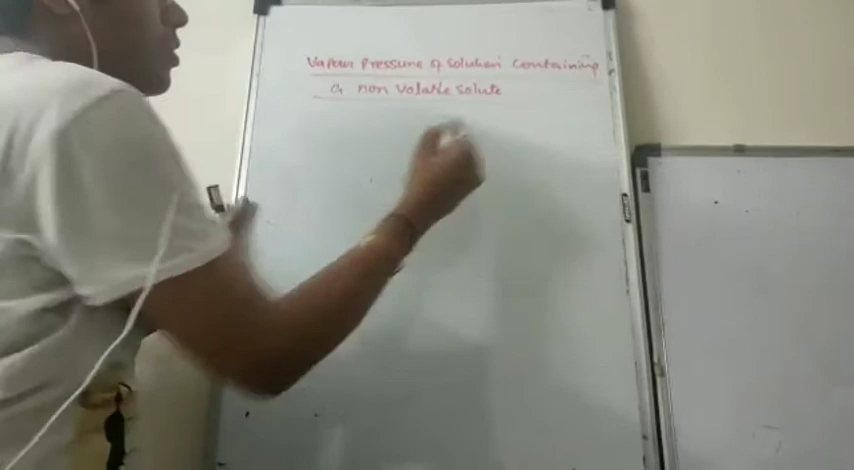 Vapour Pressure of Solution Containing
a non Volatile Solute